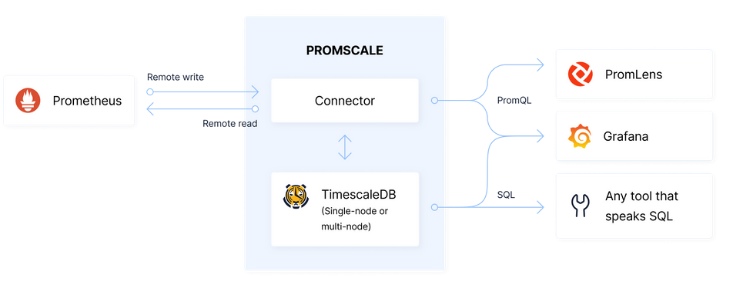 PROMSCALE
Remote write
Prometheus
Remote read
Connector
PromQL
PromLens
Grafana
TimescaleDB
(Single-node or
multi-node)
SQL
Any tool that
speaks SQL